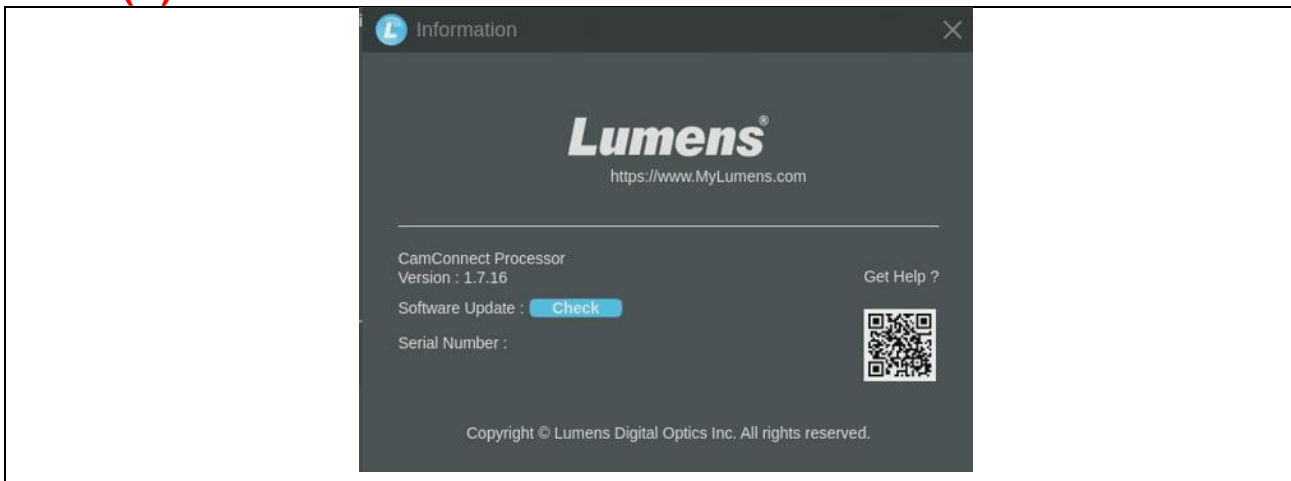 Information
Lumens®
https://www.MyLumens.com
CamConnect Processor
Version : 1.7.16
Get Help ?
Software Update : Check
Serial Number :
Copyright © Lumens Digital Optics Inc. All rights reserved.